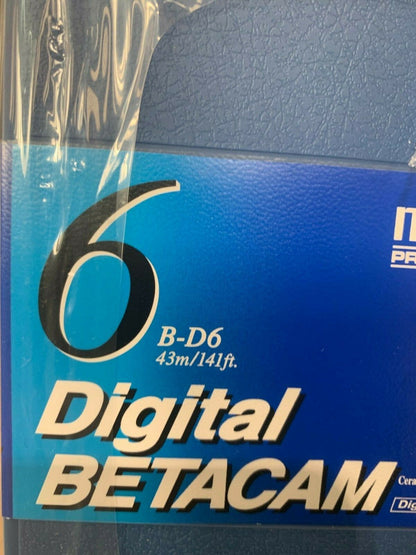 6
B-D6
43m/141ft.
Digital
BETACAM